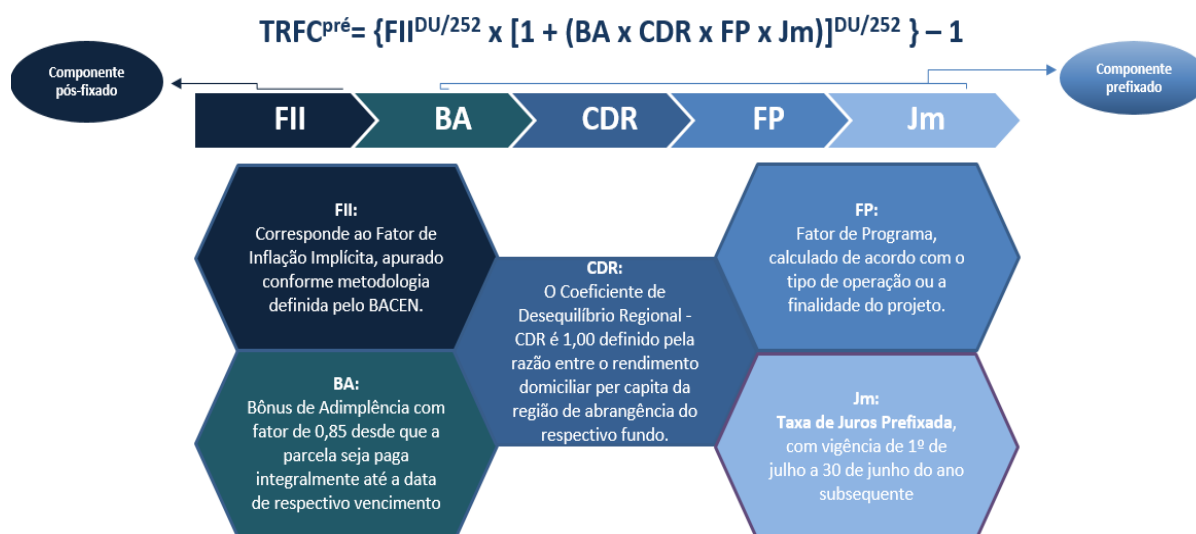 TRFCpré= {FIIDU/252 x [1 + (BA x CDR x FP x Jm)]DU/252 } – 1
Componente
pós-fixado
Componente
prefixado
FII
BA
CDR
FP
Jm
FII:
Corresponde ao Fator de
Inflação Implícita, apurado
conforme metodologia
definida pelo BACEN.
BA:
Bônus de Adimplência com
fator de 0,85 desde que a
parcela seja paga
integralmente até a data
de respectivo vencimento
CDR:
O Coeficiente de
Desequilíbrio Regional -
CDR é 1,00 definido pela
razão entre o rendimento
domiciliar per capita da
região de abrangência do
respectivo fundo.
FP:
Fator de Programa,
calculado de acordo com o
tipo de operação ou a
finalidade do projeto.
Jm:
Taxa de Juros Prefixada,
com vigência de 1º de
julho a 30 de junho do ano
subsequente